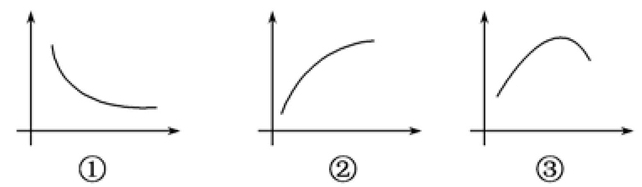 ① ② ③